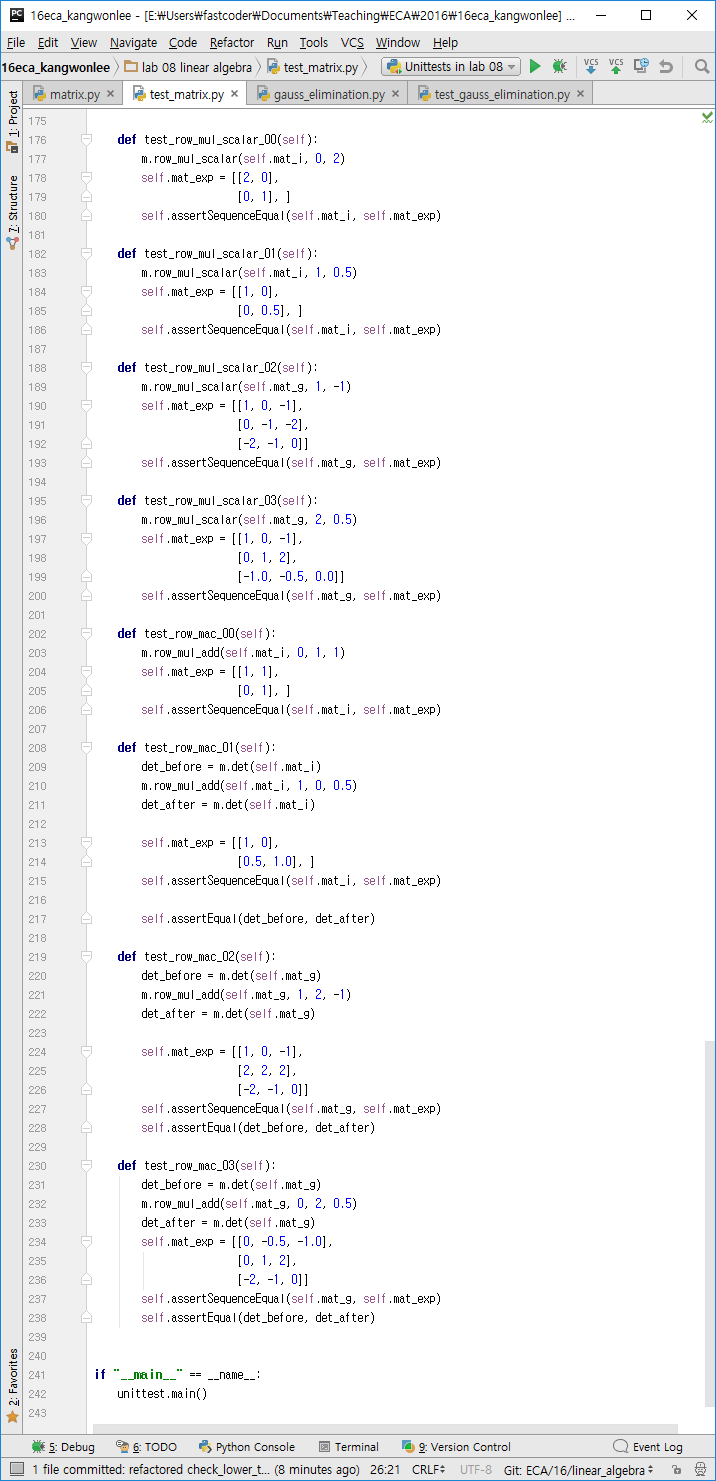 16eca_kangwonlee - [E:₩Users₩fastcoder₩Documents₩Teaching₩ECA₩2016₩16eca_kangwonlee] ...
File Edit View Navigate Code Refactor Run Tools VCS Window Help
16eca_kangwonlee lab 08 linear algebra test_matrix.py Unittests in lab 08 VCS VCS
matrix.py test_matrix.py gauss_elimination.py test_gauss_elimination.py
1: Project
7: Structure
2: Favorites
175
176 def test_row_mul_scalar_00(self):
177 m.row_mul_scalar(self.mat_i, 0, 2)
178 self.mat_exp = [[2, 0],
179 [0, 1], ]
180 self.assertSequenceEqual(self.mat_i, self.mat_exp)
181
182 def test_row_mul_scalar_01(self):
183 m.row_mul_scalar(self.mat_i, 1, 0.5)
184 self.mat_exp = [[1, 0],
185 [0, 0.5], ]
186 self.assertSequenceEqual(self.mat_i, self.mat_exp)
187
188 def test_row_mul_scalar_02(self):
189 m.row_mul_scalar(self.mat_g, 1, -1)
190 self.mat_exp = [[1, 0, -1],
191 [0, -1, -2],
192 [-2, -1, 0]]
193 self.assertSequenceEqual(self.mat_g, self.mat_exp)
194
195 def test_row_mul_scalar_03(self):
196 m.row_mul_scalar(self.mat_g, 2, 0.5)
197 self.mat_exp = [[1, 0, -1],
198 [0, 1, 2],
199 [-1.0, -0.5, 0.0]]
200 self.assertSequenceEqual(self.mat_g, self.mat_exp)
201
202 def test_row_mac_00(self):
203 m.row_mul_add(self.mat_i, 0, 1, 1)
204 self.mat_exp = [[1, 1],
205 [0, 1], ]
206 self.assertSequenceEqual(self.mat_i, self.mat_exp)
207
208 def test_row_mac_01(self):
209 det_before = m.det(self.mat_i)
210 m.row_mul_add(self.mat_i, 1, 0, 0.5)
211 det_after = m.det(self.mat_i)
212
213 self.mat_exp = [[1, 0],
214 [0.5, 1.0], ]
215 self.assertSequenceEqual(self.mat_i, self.mat_exp)
216
217 self.assertEqual(det_before, det_after)
218
219 def test_row_mac_02(self):
220 det_before = m.det(self.mat_g)
221 m.row_mul_add(self.mat_g, 1, 2, -1)
222 det_after = m.det(self.mat_g)
223
224 self.mat_exp = [[1, 0, -1],
225 [2, 2, 2],
226 [-2, -1, 0]]
227 self.assertSequenceEqual(self.mat_g, self.mat_exp)
228 self.assertEqual(det_before, det_after)
229
230 def test_row_mac_03(self):
231 det_before = m.det(self.mat_g)
232 m.row_mul_add(self.mat_g, 0, 2, 0.5)
233 det_after = m.det(self.mat_g)
234 self.mat_exp = [[0, -0.5, -1.0],
235 [0, 1, 2],
236 [-2, -1, 0]]
237 self.assertSequenceEqual(self.mat_g, self.mat_exp)
238 self.assertEqual(det_before, det_after)
239
240
241 if "__main__" == __name__:
242 unittest.main()
243
5: Debug 6: TODO Python Console Terminal 9: Version Control Event Log
1 file committed: refactored check_lower_t... (8 minutes ago) 26:21 CRLF UTF-8 Git: ECA/16/linear_algebra